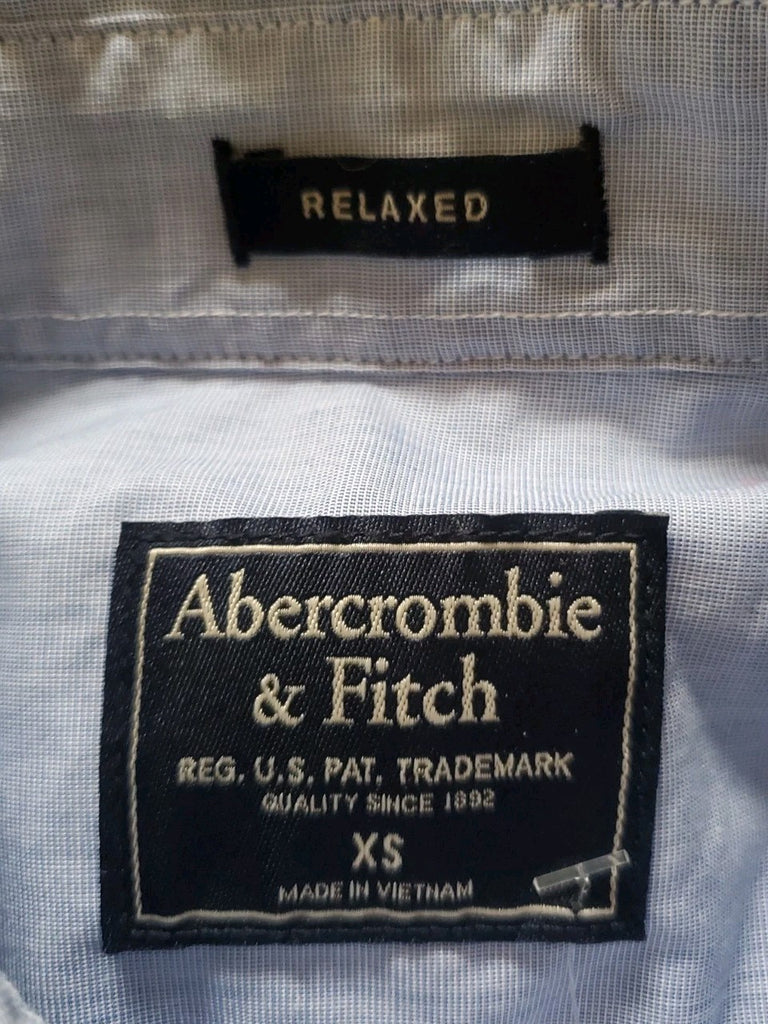 RELAXED
Abercrombie
& Fitch
REG. U.S. PAT. TRADEMARK
QUALITY SINCE 1892
XS
MADE IN VIETNAM